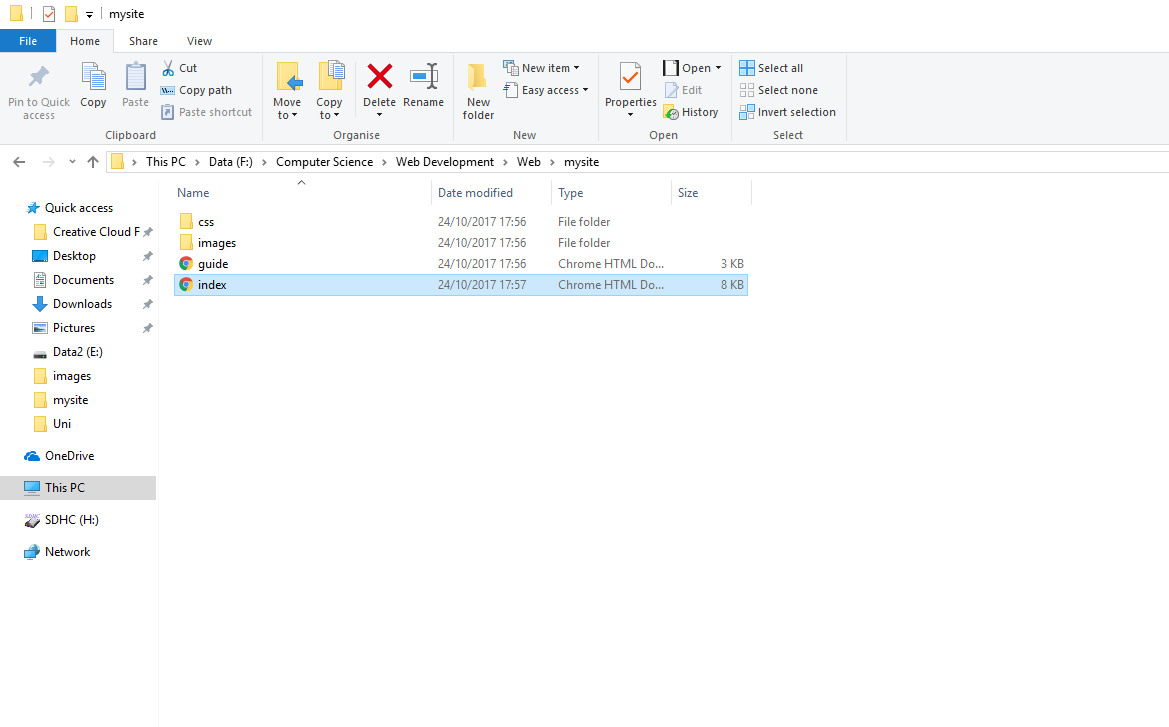 mysite
File Home Share View
Pin to Quick access
Copy
Paste
Cut
Copy path
Paste shortcut
Clipboard
Move to
Copy to
Delete
Rename
Organise
New folder
New item
Easy access
New
Properties
Open
Edit
History
Open
Select all
Select none
Invert selection
Select
This PC > Data (F:) > Computer Science > Web Development > Web > mysite
Name Date modified Type Size
css 24/10/2017 17:56 File folder
images 24/10/2017 17:56 File folder
guide 24/10/2017 17:56 Chrome HTML Do... 3 KB
index 24/10/2017 17:57 Chrome HTML Do... 8 KB
Quick access
Creative Cloud F
Desktop
Documents
Downloads
Pictures
Data2 (E:)
images
mysite
Uni
OneDrive
This PC
SDHC (H:)
Network